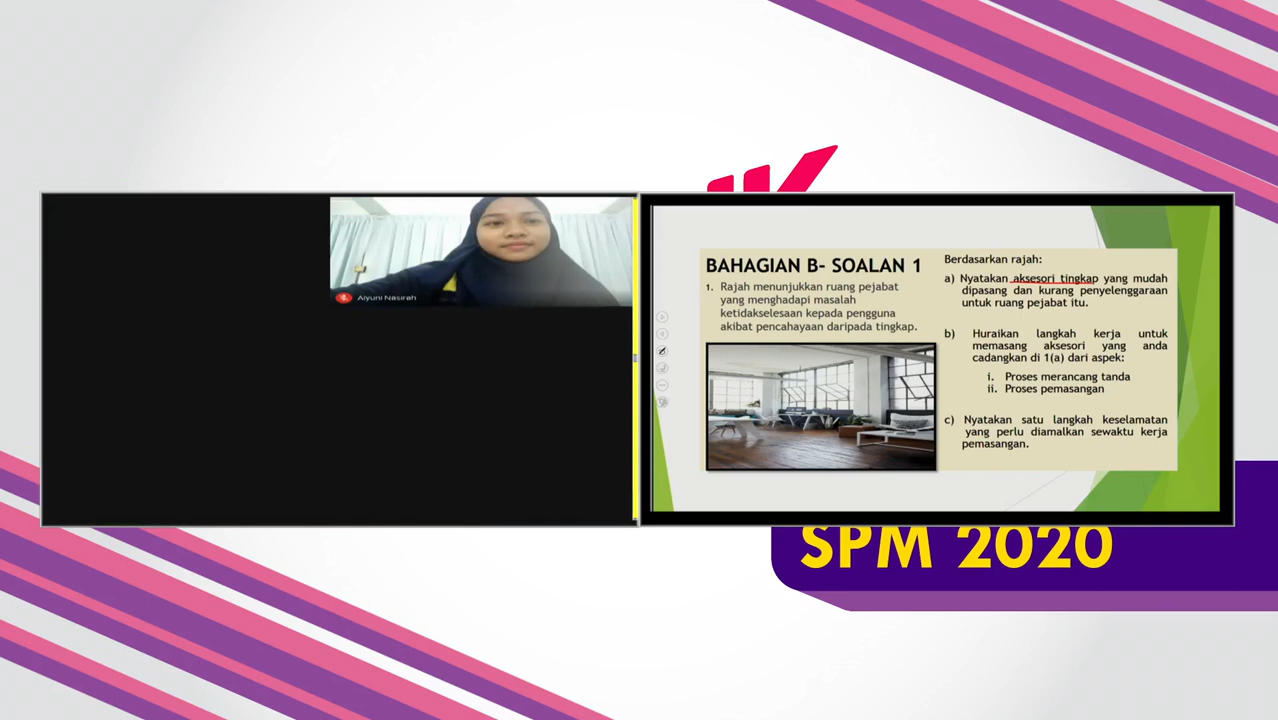 Aiyuni Nasirah
BAHAGIAN B- SOALAN 1
1. Rajah menunjukkan ruang pejabat
yang menghadapi masalah
ketidakselesaan kepada pengguna
akibat pencahayaan daripada tingkap.
Berdasarkan rajah:
a) Nyatakan aksesori tingkap yang mudah
dipasang dan kurang penyelenggaraan
untuk ruang pejabat itu.
b) Huraikan langkah kerja untuk
memasang aksesori yang anda
cadangkan di 1(a) dari aspek:
i. Proses merancang tanda
ii. Proses pemasangan
c) Nyatakan satu langkah keselamatan
yang perlu diamalkan sewaktu kerja
pemasangan.
SPM 2020